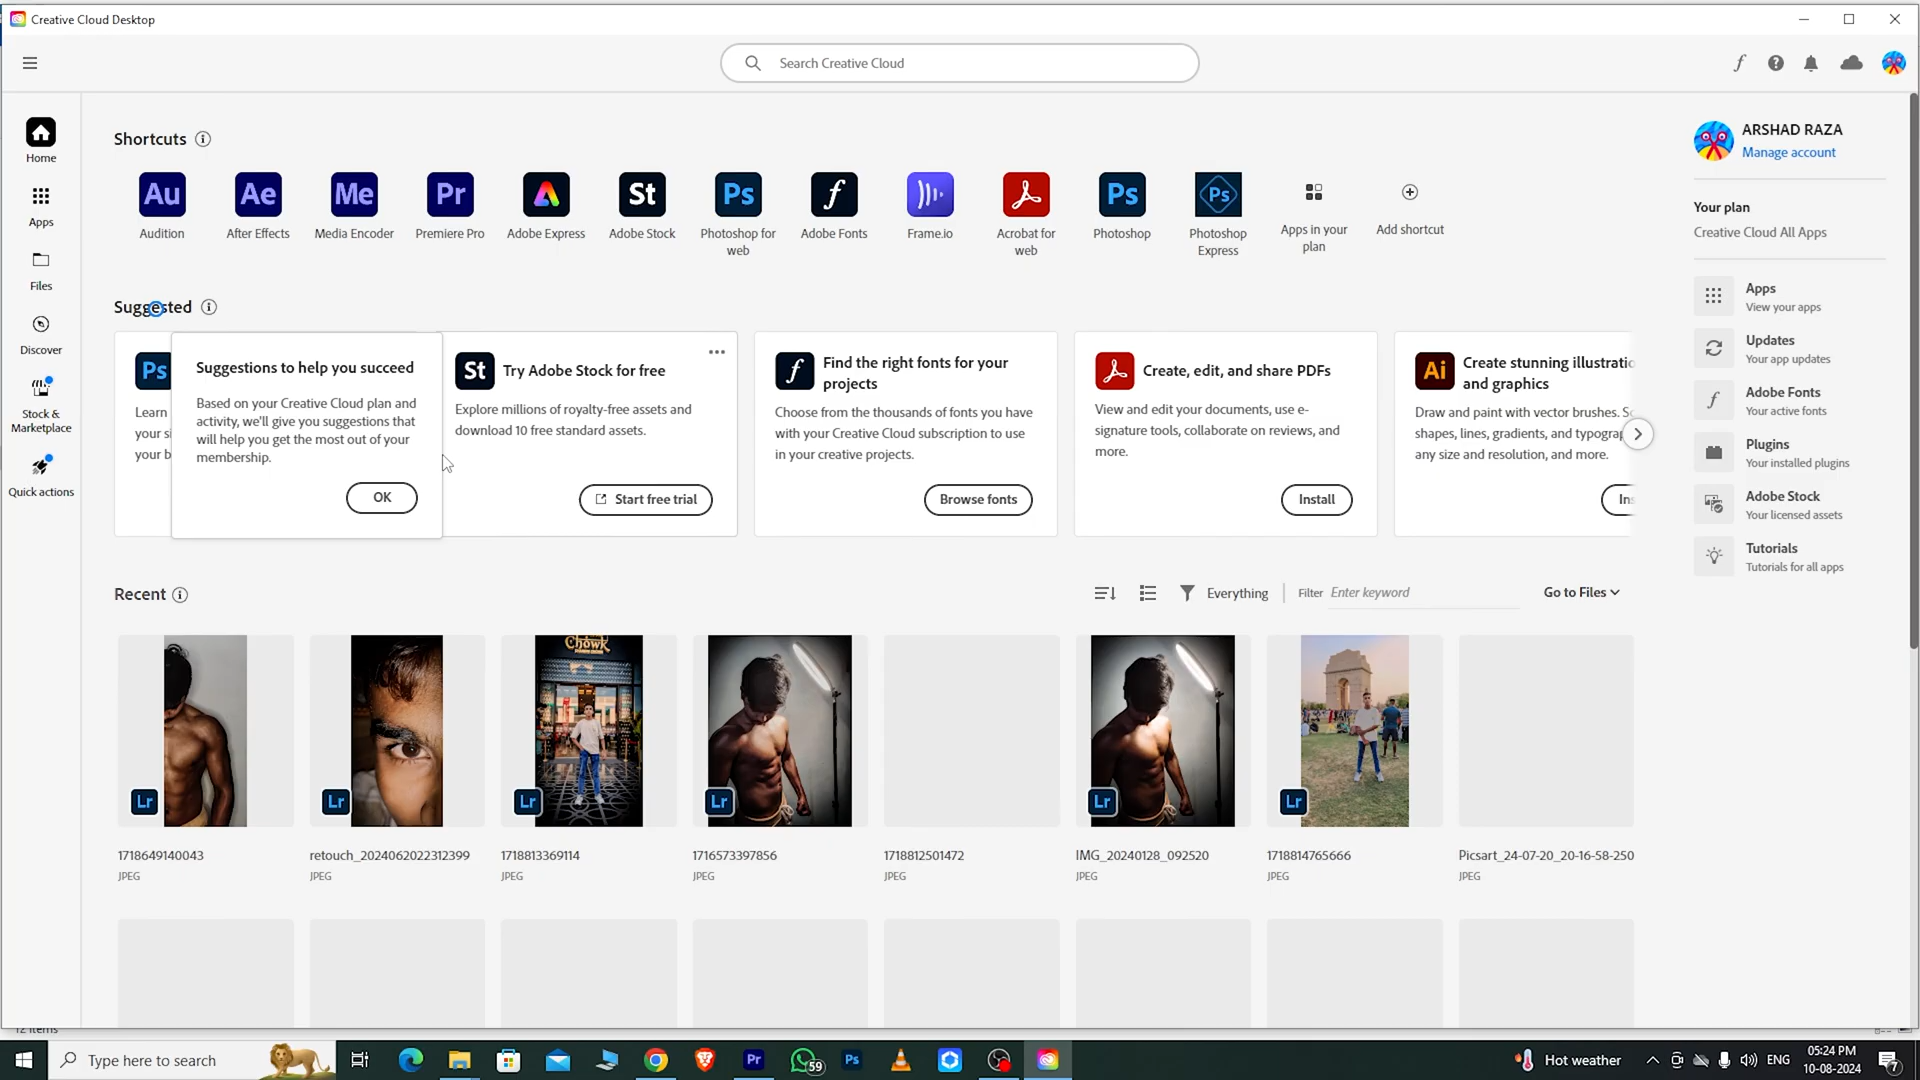 Creative Cloud Desktop
Search Creative Cloud
Home
Apps
Files
Discover
Stock &
Marketplace
Quick actions
Shortcuts
Au
Ae
Me
Pr
St
Ps
f
Ps
Ps
Audition
After Effects
Media Encoder
Premiere Pro
Adobe Express
Adobe Stock
Photoshop for
web
Adobe Fonts
Frame.io
Acrobat for
web
Photoshop
Photoshop
Express
Apps in your
plan
Add shortcut
Suggested
Ps
Learn
your si
your b
Suggestions to help you succeed
Based on your Creative Cloud plan and
activity, we'll give you suggestions that
will help you get the most out of your
membership.
OK
St
Try Adobe Stock for free
Explore millions of royalty-free assets and
download 10 free standard assets.
Start free trial
f
Find the right fonts for your
projects
Choose from the thousands of fonts you have
with your Creative Cloud subscription to use
in your creative projects.
Browse fonts
Create, edit, and share PDFs
View and edit your documents, use e-
signature tools, collaborate on reviews, and
more.
Install
Ai
Create stunning illustratio
and graphics
Draw and paint with vector brushes. Sc
shapes, lines, gradients, and typograp
any size and resolution, and more.
Ins
ARSHAD RAZA
Manage account
Your plan
Creative Cloud All Apps
Apps
View your apps
Updates
Your app updates
Adobe Fonts
Your active fonts
Plugins
Your installed plugins
Adobe Stock
Your licensed assets
Tutorials
Tutorials for all apps
Recent
Everything
Filter Enter keyword
Go to Files
Chowk
Lr
Lr
Lr
Lr
Lr
Lr
1718649140043
JPEG
retouch_2024062022312399
JPEG
1718813369114
JPEG
1716573397856
JPEG
1718812501472
JPEG
IMG_20240128_092520
JPEG
1718814765666
JPEG
Picsart_24-07-20_20-16-58-250
JPEG
12 items
Type here to search
Pr
59
Ps
Hot weather
ENG
05:24 PM
10-08-2024
7